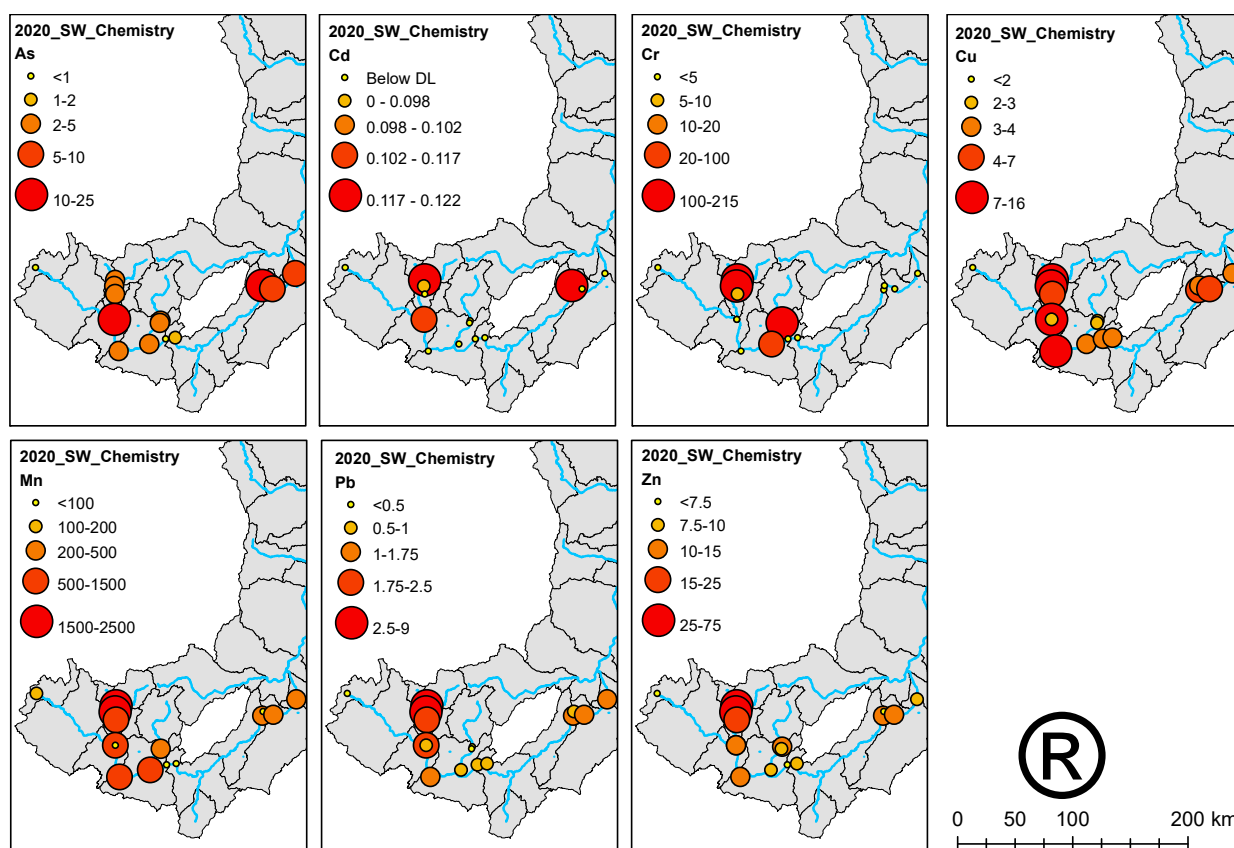 2020_SW_Chemistry
As
<1
1-2
2-5
5-10
10-25
2020_SW_Chemistry
Cd
Below DL
0 - 0.098
0.098 - 0.102
0.102 - 0.117
0.117 - 0.122
2020_SW_Chemistry
Cr
<5
5-10
10-20
20-100
100-215
2020_SW_Chemistry
Cu
<2
2-3
3-4
4-7
7-16
2020_SW_Chemistry
Mn
<100
100-200
200-500
500-1500
1500-2500
2020_SW_Chemistry
Pb
<0.5
0.5-1
1-1.75
1.75-2.5
2.5-9
2020_SW_Chemistry
Zn
<7.5
7.5-10
10-15
15-25
25-75
®
0 50 100 200 km